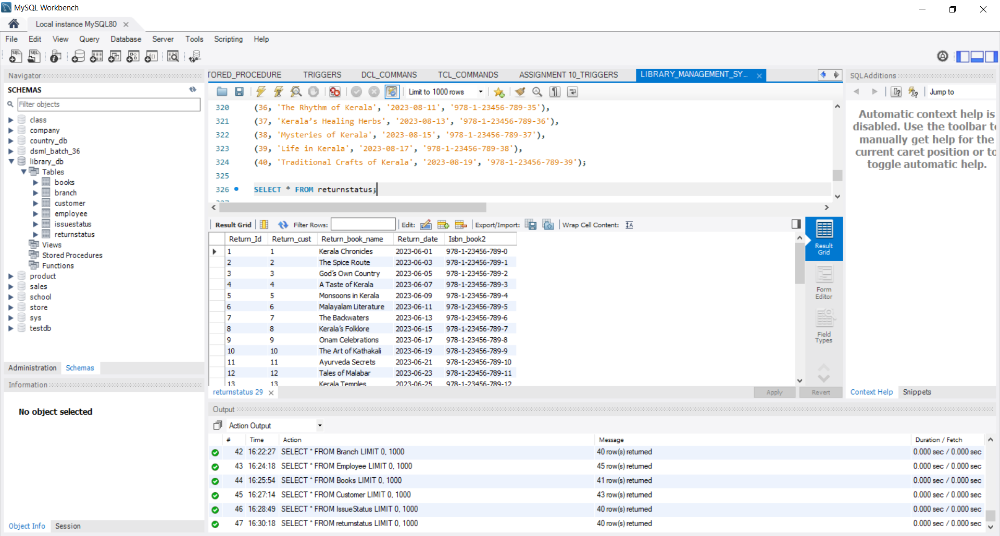 MySQL Workbench
Local instance MySQL80
File Edit View Query Database Server Tools Scripting Help
Navigator
SCHEMAS
Filter objects
class
company
country_db
dsml_batch_36
library_db
Tables
books
branch
customer
employee
issuestatus
returnstatus
Views
Stored Procedures
Functions
product
sales
school
store
sys
testdb
Administration Schemas
Information
No object selected
Object Info Session
TORED_PROCEDURE TRIGGERS DCL_COMMANS TCL_COMMANDS ASSIGNMENT 10_TRIGGERS LIBRARY_MANAGEMENT_SY...
Limit to 1000 rows
320 (36, 'The Rhythm of Kerala', '2023-08-11', '978-1-23456-789-35'),
321 (37, 'Kerala’s Healing Herbs', '2023-08-13', '978-1-23456-789-36'),
322 (38, 'Mysteries of Kerala', '2023-08-15', '978-1-23456-789-37'),
323 (39, 'Life in Kerala', '2023-08-17', '978-1-23456-789-38'),
324 (40, 'Traditional Crafts of Kerala', '2023-08-19', '978-1-23456-789-39');
325
326 SELECT * FROM returnstatus;
Result Grid Filter Rows: Edit: Export/Import: Wrap Cell Content:
Return_Id Return_cust Return_book_name Return_date Isbn_book2
1 1 Kerala Chronicles 2023-06-01 978-1-23456-789-0
2 2 The Spice Route 2023-06-03 978-1-23456-789-1
3 3 God’s Own Country 2023-06-05 978-1-23456-789-2
4 4 A Taste of Kerala 2023-06-07 978-1-23456-789-3
5 5 Monsoons in Kerala 2023-06-09 978-1-23456-789-4
6 6 Malayalam Literature 2023-06-11 978-1-23456-789-5
7 7 The Backwaters 2023-06-13 978-1-23456-789-6
8 8 Kerala’s Folklore 2023-06-15 978-1-23456-789-7
9 9 Onam Celebrations 2023-06-17 978-1-23456-789-8
10 10 The Art of Kathakali 2023-06-19 978-1-23456-789-9
11 11 Ayurveda Secrets 2023-06-21 978-1-23456-789-10
12 12 Tales of Malabar 2023-06-23 978-1-23456-789-11
13 13 Kerala Temples 2023-06-25 978-1-23456-789-12
Result Grid
Form Editor
Field Types
returnstatus 29
Apply Revert
SQLAdditions
Jump to
Automatic context help is
disabled. Use the toolbar to
manually get help for the
current caret position or to
toggle automatic help.
Context Help Snippets
Output
Action Output
# Time Action Message Duration / Fetch
42 16:22:27 SELECT * FROM Branch LIMIT 0, 1000 40 row(s) returned 0.000 sec / 0.000 sec
43 16:24:18 SELECT * FROM Employee LIMIT 0, 1000 45 row(s) returned 0.000 sec / 0.000 sec
44 16:25:54 SELECT * FROM Books LIMIT 0, 1000 41 row(s) returned 0.000 sec / 0.000 sec
45 16:27:14 SELECT * FROM Customer LIMIT 0, 1000 43 row(s) returned 0.000 sec / 0.000 sec
46 16:28:49 SELECT * FROM IssueStatus LIMIT 0, 1000 40 row(s) returned 0.000 sec / 0.000 sec
47 16:30:18 SELECT * FROM returnstatus LIMIT 0, 1000 40 row(s) returned 0.000 sec / 0.000 sec